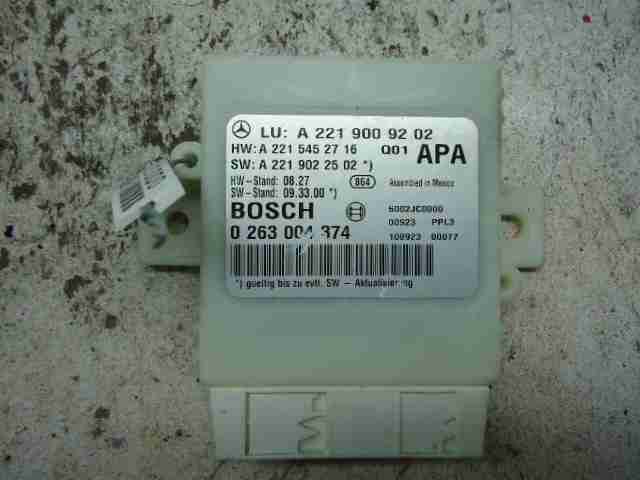 LU: A 221 900 92 02
HW: A 221 545 27 16 Q01 APA
SW: A 221 902 25 02 *)
HW-Stand: 08.27 864 Assembled in Mexico
SW-Stand: 09.33.00 *)
BOSCH 5002JC0000
0 263 004 374 00923 PPL3
100923 00077
*) gueltig bis zu evtl. SW - Aktualisierung